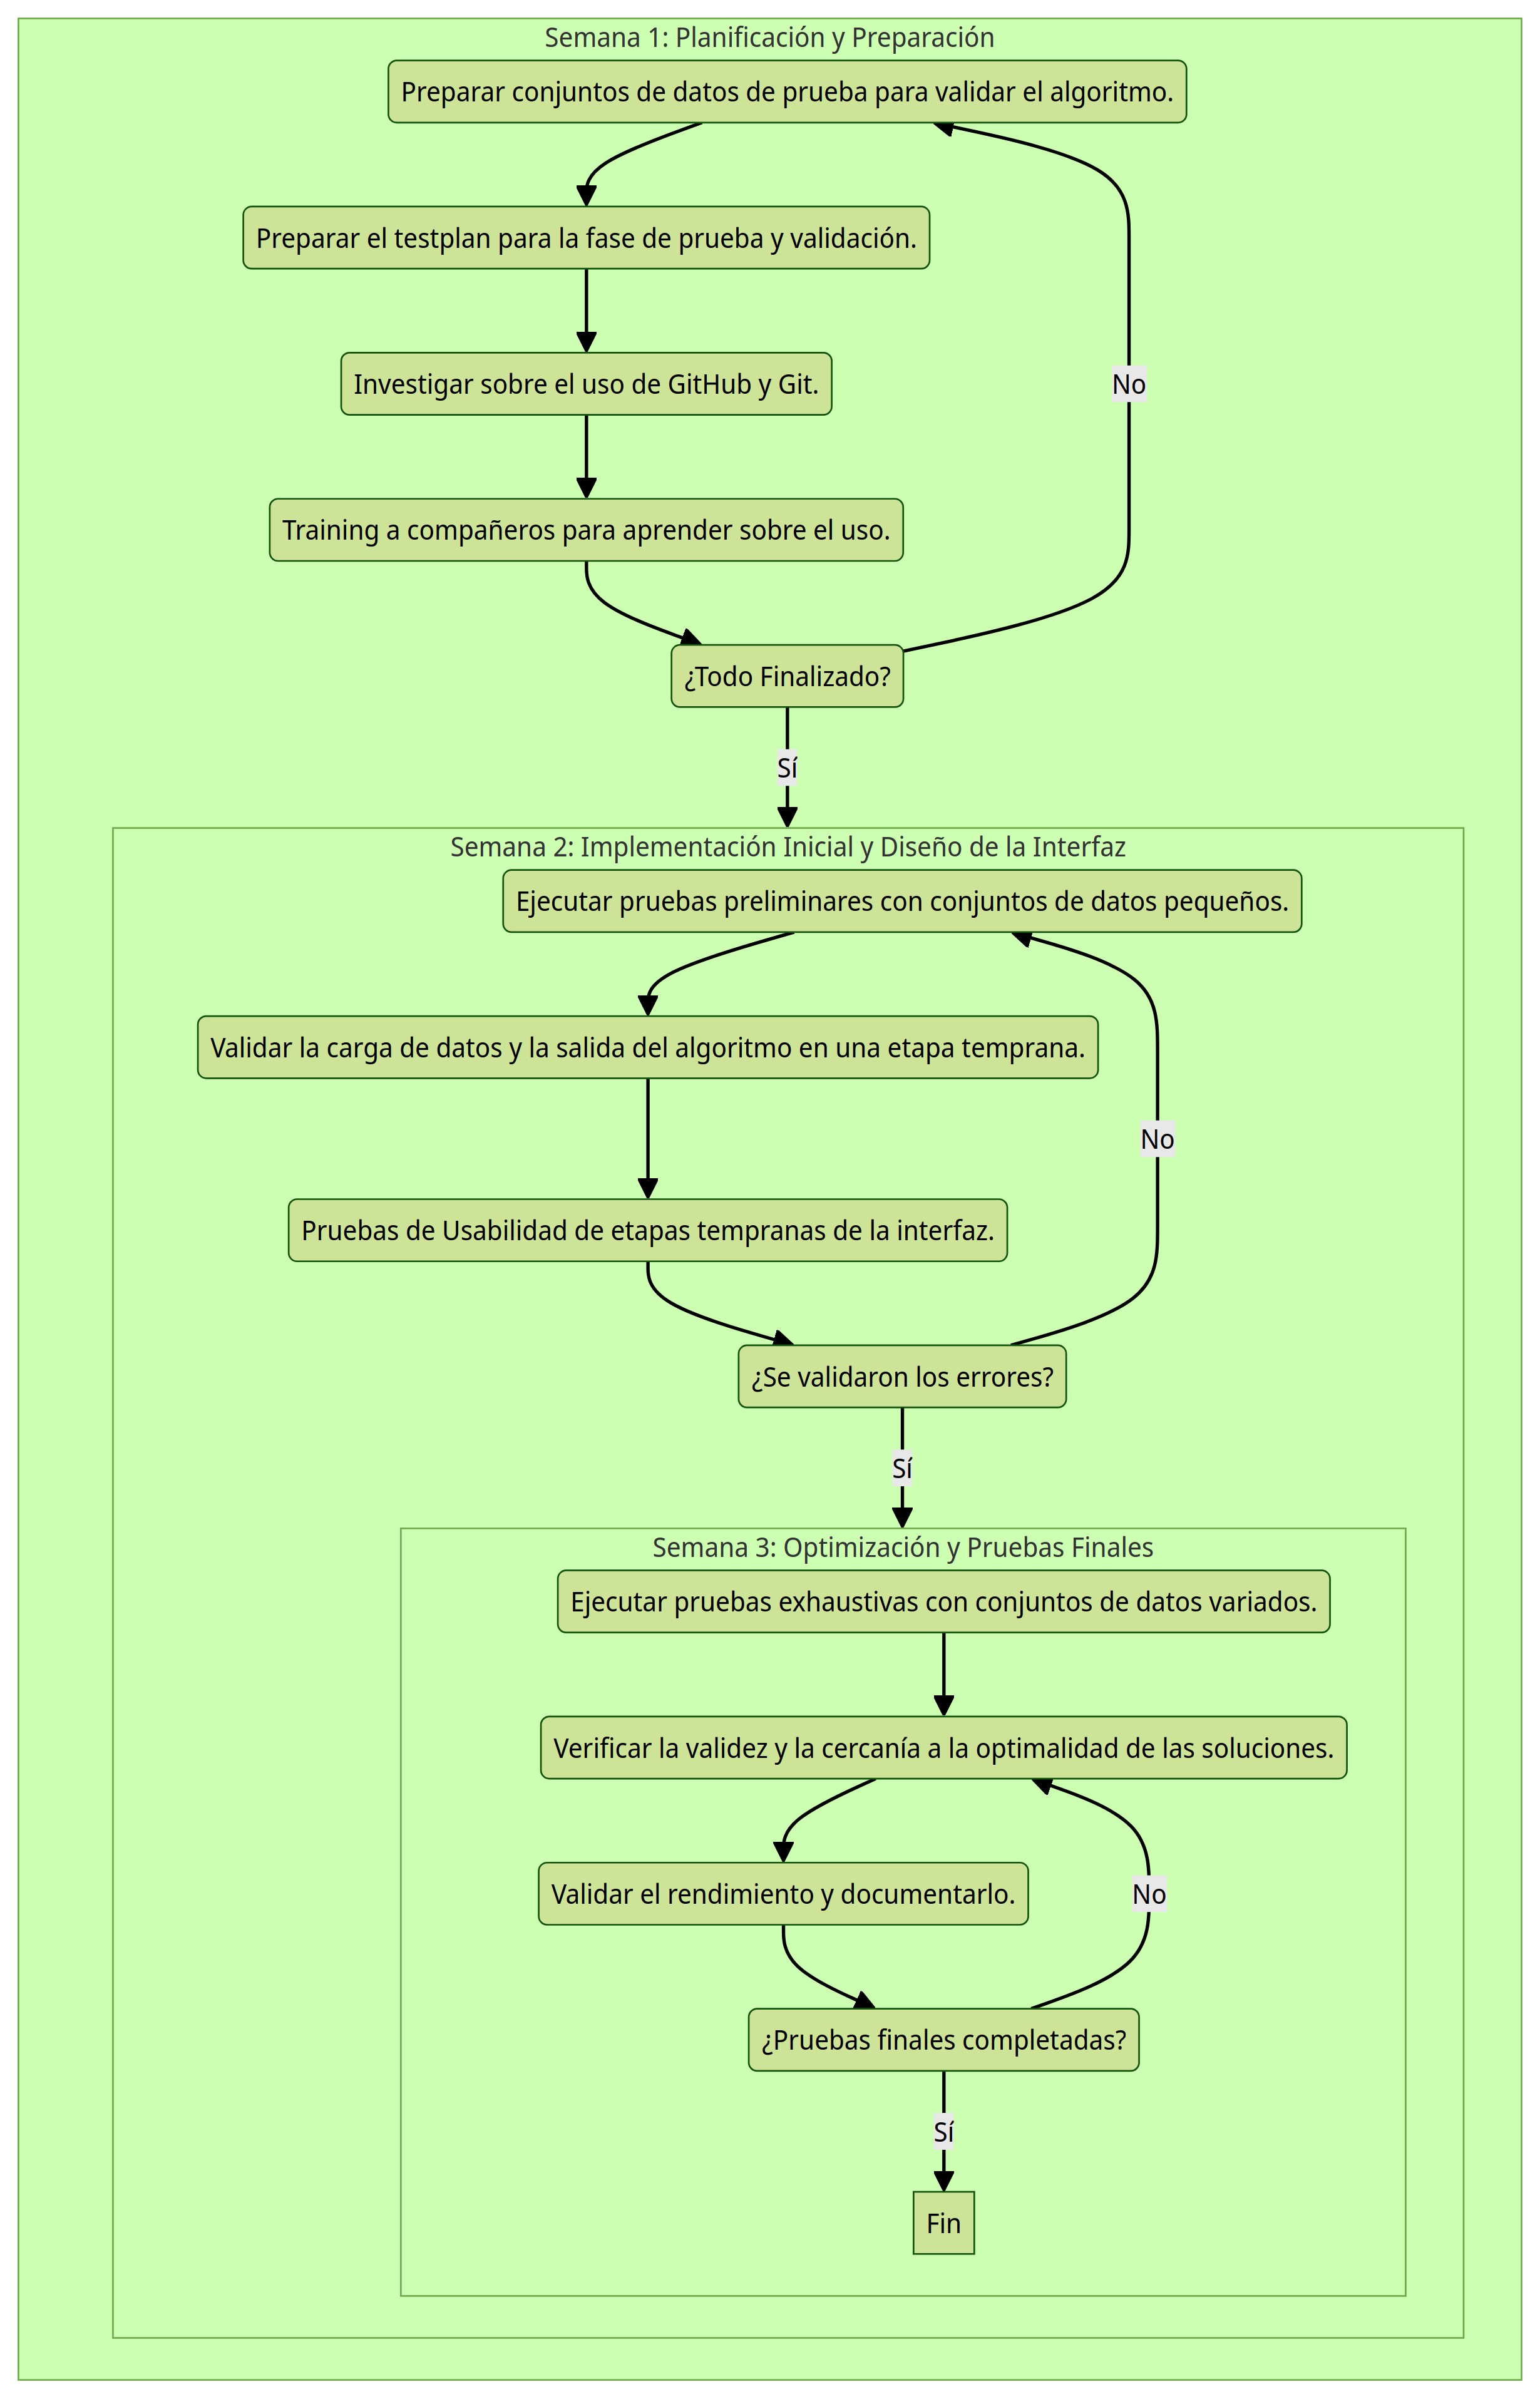 Semana 1: Planificación y Preparación
Preparar conjuntos de datos de prueba para validar el algoritmo.
Preparar el testplan para la fase de prueba y validación.
Investigar sobre el uso de GitHub y Git.
No
Training a compañeros para aprender sobre el uso.
¿Todo Finalizado?
Sí
Semana 2: Implementación Inicial y Diseño de la Interfaz
Ejecutar pruebas preliminares con conjuntos de datos pequeños.
Validar la carga de datos y la salida del algoritmo en una etapa temprana.
No
Pruebas de Usabilidad de etapas tempranas de la interfaz.
¿Se validaron los errores?
Sí
Semana 3: Optimización y Pruebas Finales
Ejecutar pruebas exhaustivas con conjuntos de datos variados.
Verificar la validez y la cercanía a la optimalidad de las soluciones.
Validar el rendimiento y documentarlo.
No
¿Pruebas finales completadas?
Sí
Fin